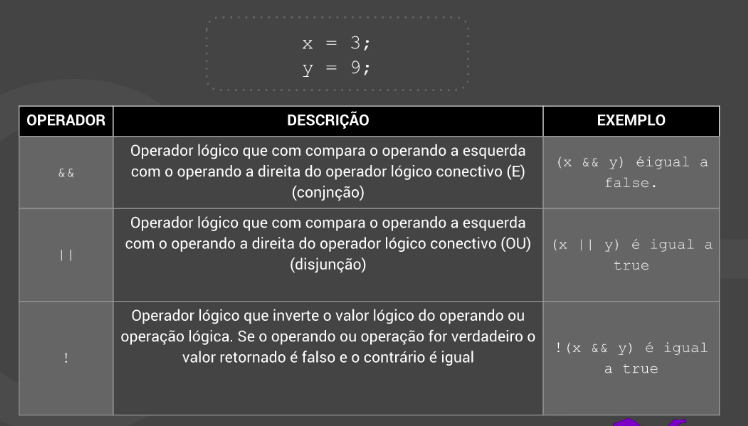 x = 3;
y = 9;
OPERADOR DESCRIÇÃO EXEMPLO
&&
Operador lógico que com compara o operando a esquerda
com o operando a direita do operador lógico conectivo (E)
(conjnção)
(x && y) éigual a
false.
||
Operador lógico que com compara o operando a esquerda
com o operando a direita do operador lógico conectivo (OU)
(disjunção)
(x || y) é igual a
true
!
Operador lógico que inverte o valor lógico do operando ou
operação lógica. Se o operando ou operação for verdadeiro o
valor retornado é falso e o contrário é igual
!(x && y) é igual
a true